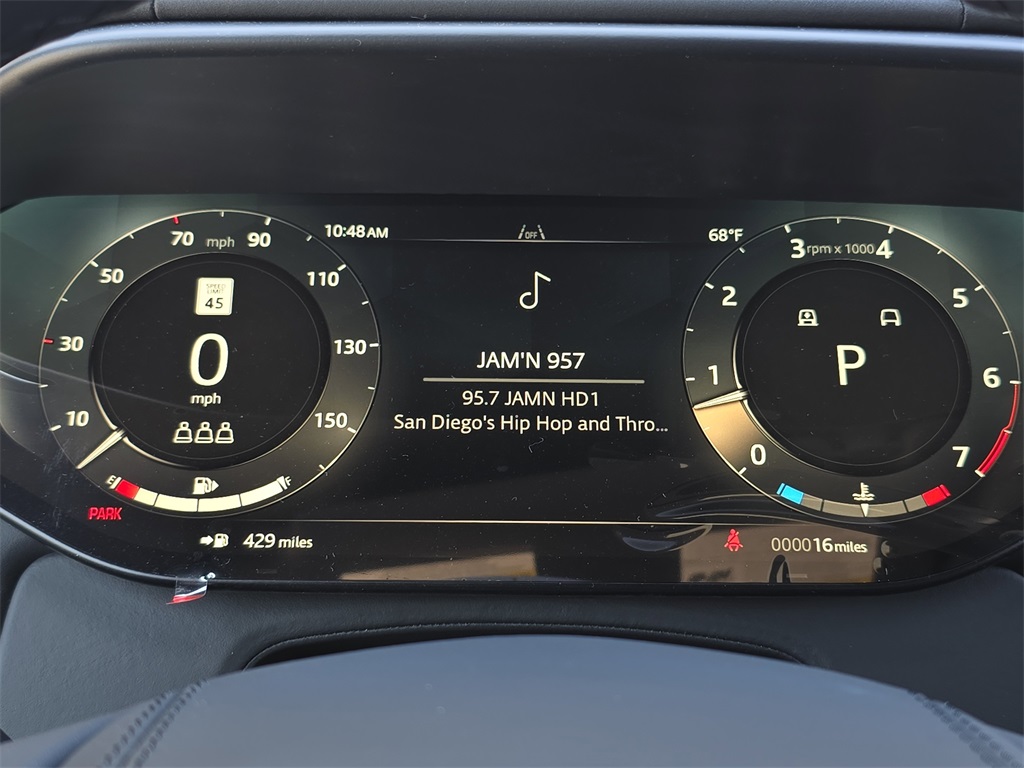 10:48AM
OFF
68°F
70 mph 90
50
110
30
130
10
150
SPEED
LIMIT
45
0
mph
E
F
PARK
429 miles
JAM'N 957
95.7 JAMN HD1
San Diego's Hip Hop and Thro...
3 rpm x 1000 4
2
5
1
6
0
7
P
000016 miles